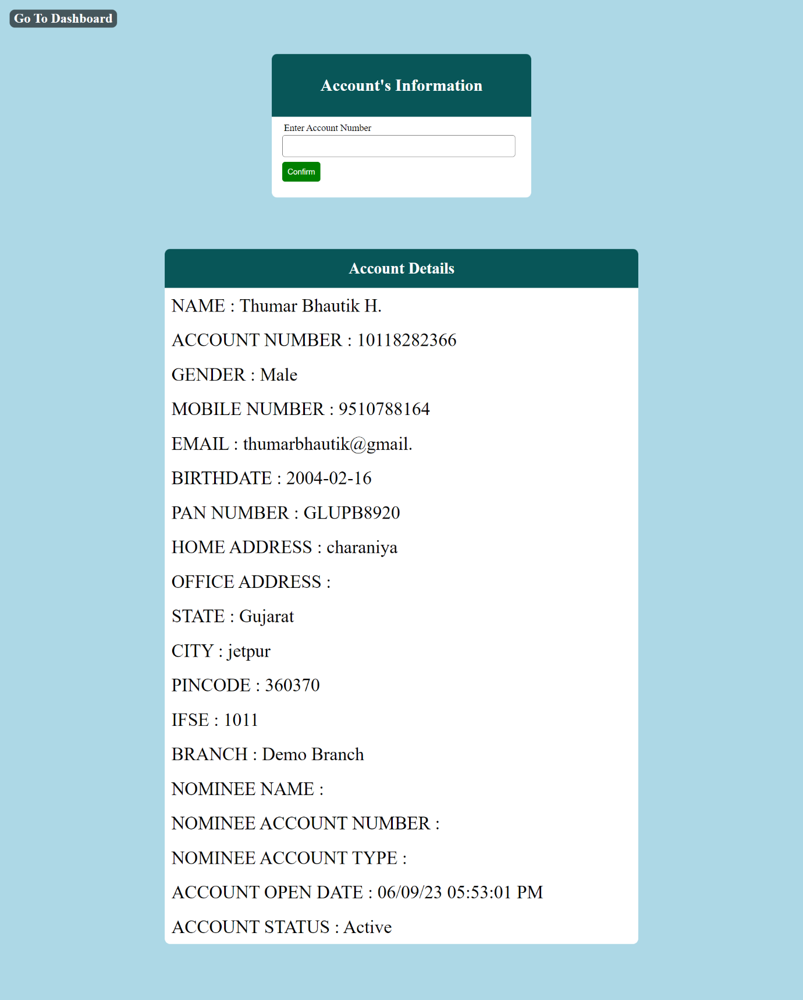 Go To Dashboard
Account's Information
Enter Account Number
Confirm
Account Details
NAME : Thumar Bhautik H.
ACCOUNT NUMBER : 10118282366
GENDER : Male
MOBILE NUMBER : 9510788164
EMAIL : thumarbhautik@gmail.
BIRTHDATE : 2004-02-16
PAN NUMBER : GLUPB8920
HOME ADDRESS : charaniya
OFFICE ADDRESS :
STATE : Gujarat
CITY : jetpur
PINCODE : 360370
IFSE : 1011
BRANCH : Demo Branch
NOMINEE NAME :
NOMINEE ACCOUNT NUMBER :
NOMINEE ACCOUNT TYPE :
ACCOUNT OPEN DATE : 06/09/23 05:53:01 PM
ACCOUNT STATUS : Active